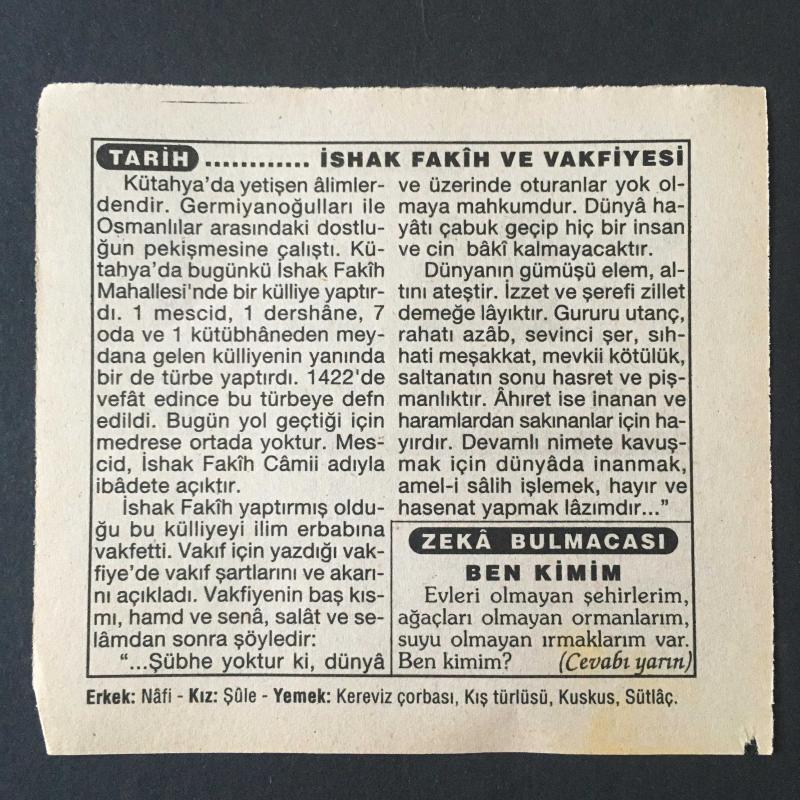 TARİH ............ İSHAK FAKÎH VE VAKFİYESİ
Kütahya'da yetişen âlimler-
dendir. Germiyanoğulları ile
Osmanlılar arasındaki dostlu-
ğun pekişmesine çalıştı. Kü-
tahya'da bugünkü İshak Fakîh
Mahallesi'nde bir külliye yaptır-
dı. 1 mescid, 1 dershâne, 7
oda ve 1 kütübhâneden mey-
dana gelen külliyenin yanında
bir de türbe yaptırdı. 1422'de
vefât edince bu türbeye defn
edildi. Bugün yol geçtiği için
medrese ortada yoktur. Mes-
cid, İshak Fakîh Câmii adıyla
ibâdete açıktır.
İshak Fakîh yaptırmış oldu-
ğu bu külliyeyi ilim erbabına
vakfetti. Vakıf için yazdığı vak-
fiye'de vakıf şartlarını ve akarı-
nı açıkladı. Vakfiyenin baş kıs-
mı, hamd ve senâ, salât ve se-
lâmdan sonra şöyledir:
“...Şübhe yoktur ki, dünyâ
ve üzerinde oturanlar yok ol-
maya mahkumdur. Dünyâ ha-
yâtı çabuk geçip hiç bir insan
ve cin bâkî kalmayacaktır.
Dünyanın gümüşü elem, al-
tını ateştir. İzzet ve şerefi zillet
demeğe lâyıktır. Gururu utanç,
rahatı azâb, sevinci şer, sıh-
hati meşakkat, mevkii kötülük,
saltanatın sonu hasret ve piş-
manlıktır. Âhıret ise inanan ve
haramlardan sakınanlar için ha-
yırdır. Devamlı nimete kavuş-
mak için dünyâda inanmak,
amel-i sâlih işlemek, hayır ve
hasenat yapmak lâzımdır...”
ZEKÂ BULMACASI
BEN KİMİM
Evleri olmayan şehirlerim,
ağaçları olmayan ormanlarım,
suyu olmayan ırmaklarım var.
Ben kimim? (Cevabı yarın)
Erkek: Nâfi - Kız: Şûle - Yemek: Kereviz çorbası, Kış türlüsü, Kuskus, Sütlâç.